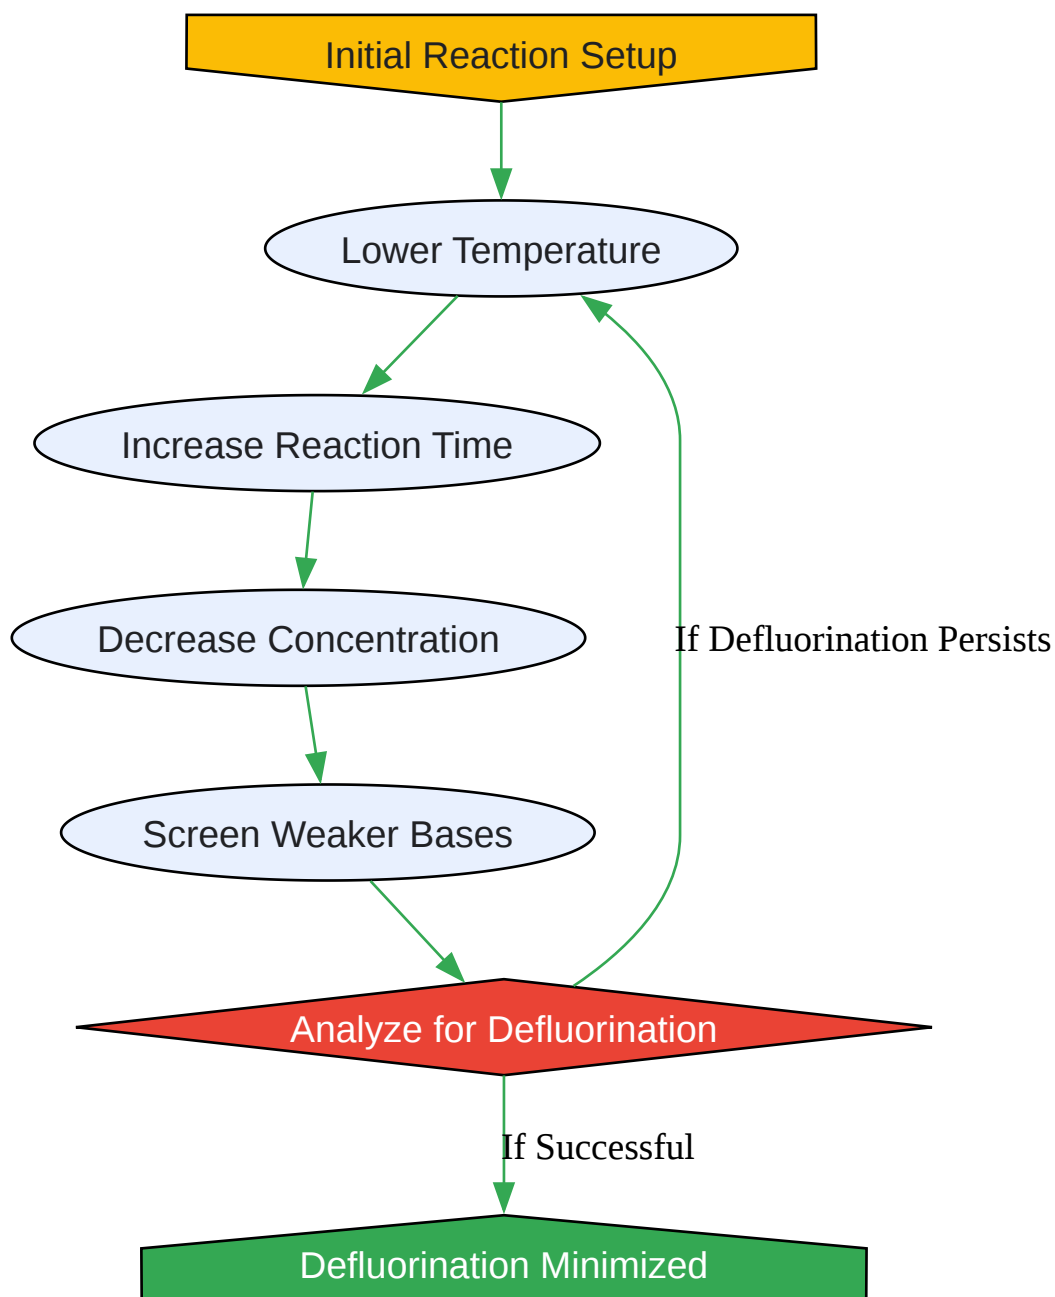 Initial Reaction Setup
Lower Temperature
Increase Reaction Time
Decrease Concentration
If Defluorination Persists
Screen Weaker Bases
Analyze for Defluorination
If Successful
Defluorination Minimized